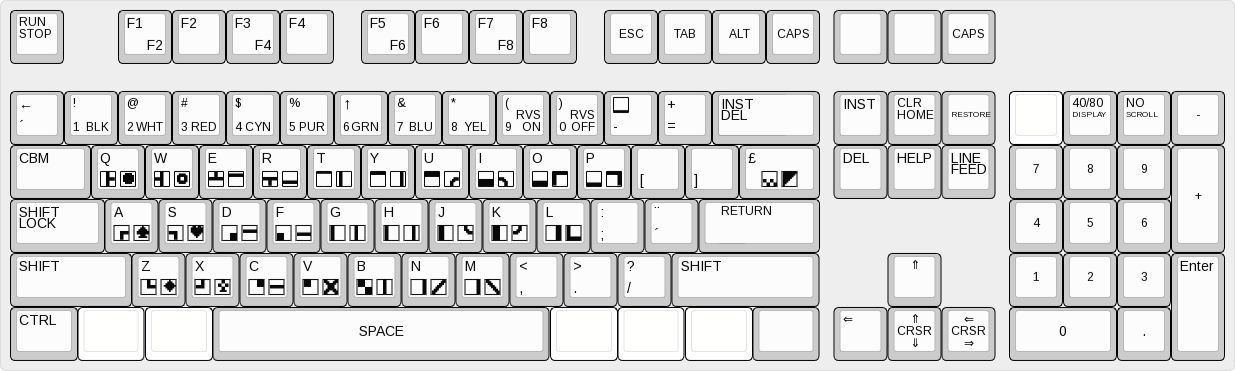 RUN
STOP
F1
F2
F2
F3
F4
F4
F5
F6
F6
F7
F8
F8
ESC
TAB
ALT
CAPS
CAPS
←
´
!
1 BLK
@
2 WHT
#
3 RED
$
4 CYN
%
5 PUR
↑
6 GRN
&
7 BLU
*
8 YEL
(
RVS
9 ON
)
RVS
0 OFF
-
+
=
INST
DEL
INST
CLR
HOME
RESTORE
40/80
DISPLAY
NO
SCROLL
-
CBM
Q
W
E
R
T
Y
U
I
O
P
[
]
£
DEL
HELP
LINE
FEED
7
8
9
+
SHIFT
LOCK
A
S
D
F
G
H
J
K
L
:
;
¨
´
RETURN
4
5
6
SHIFT
Z
X
C
V
B
N
M
<
,
>
.
?
/
SHIFT
⇑
1
2
3
Enter
CTRL
SPACE
⇐
⇑
CRSR
⇓
⇐
CRSR
⇒
0
.